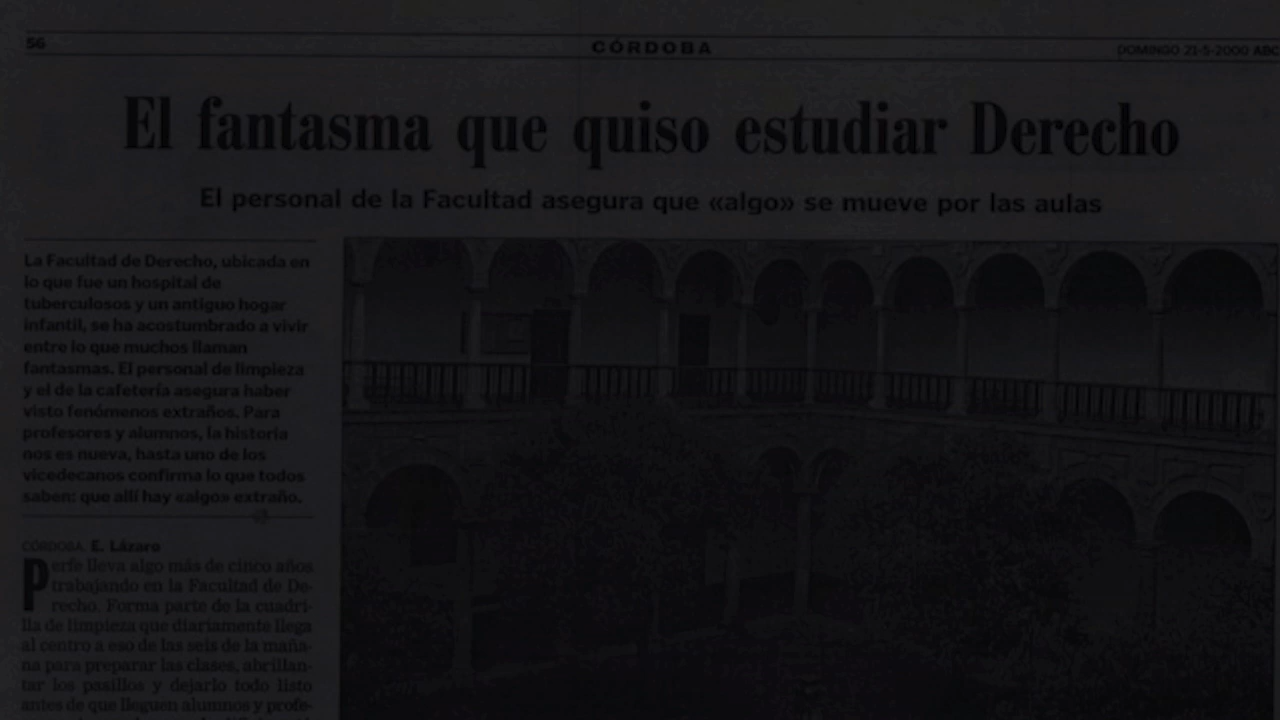 56
CÓRDOBA
DOMINGO 21-5-2000 ABC
El fantasma que quiso estudiar Derecho
El personal de la Facultad asegura que «algo» se mueve por las aulas
La Facultad de Derecho, ubicada en
lo que fue un hospital de
tuberculosos y un antiguo hogar
infantil, se ha acostumbrado a vivir
entre lo que muchos llaman
fantasmas. El personal de limpieza
y el de la cafetería asegura haber
visto fenómenos extraños. Para
profesores y alumnos, la historia
nos es nueva, hasta uno de los
vicedecanos confirma lo que todos
saben: que allí hay «algo» extraño.
CÓRDOBA. E. Lázaro
Perfe lleva algo más de cinco años
trabajando en la Facultad de De-
recho. Forma parte de la cuadri-
lla de limpieza que diariamente llega
al centro a eso de las seis de la maña-
na para preparar las clases, abrillan-
tar los pasillos y dejarlo todo listo
antes de que lleguen alumnos y profe-